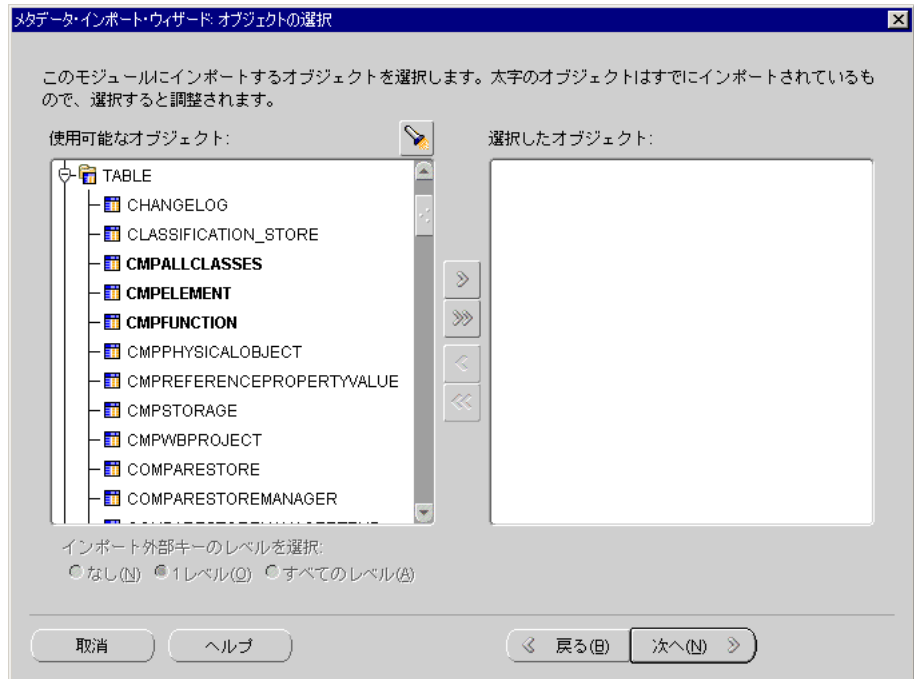 メタデータ・インポート・ウィザード: オブジェクトの選択
このモジュールにインポートするオブジェクトを選択します。太字のオブジェクトはすでにインポートされているも
ので、選択すると調整されます。
使用可能なオブジェクト:
選択したオブジェクト:
TABLE
CHANGELOG
CLASSIFICATION_STORE
CMPALLCLASSES
CMPELEMENT
CMPFUNCTION
CMPPHYSICALOBJECT
CMPREFERENCEPROPERTYVALUE
CMPSTORAGE
CMPWBPROJECT
COMPARESTORE
COMPARESTOREMANAGER
インポート外部キーのレベルを選択:
なし(N) 1レベル(O) すべてのレベル(A)
取消 ヘルプ 戻る(B) 次へ(N)